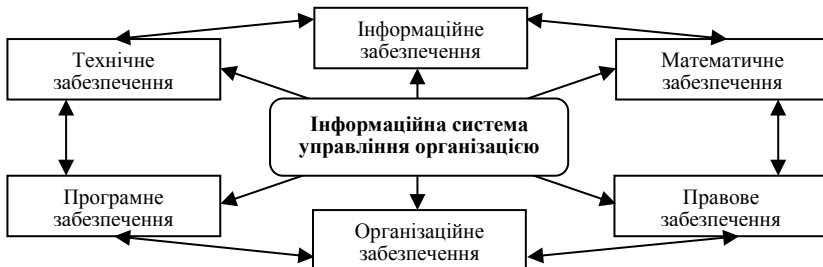 Інформаційне
забезпечення
Технічне
забезпечення
Математичне
забезпечення
Інформаційна система
управління організацією
Програмне
забезпечення
Правове
забезпечення
Організаційне
забезпечення